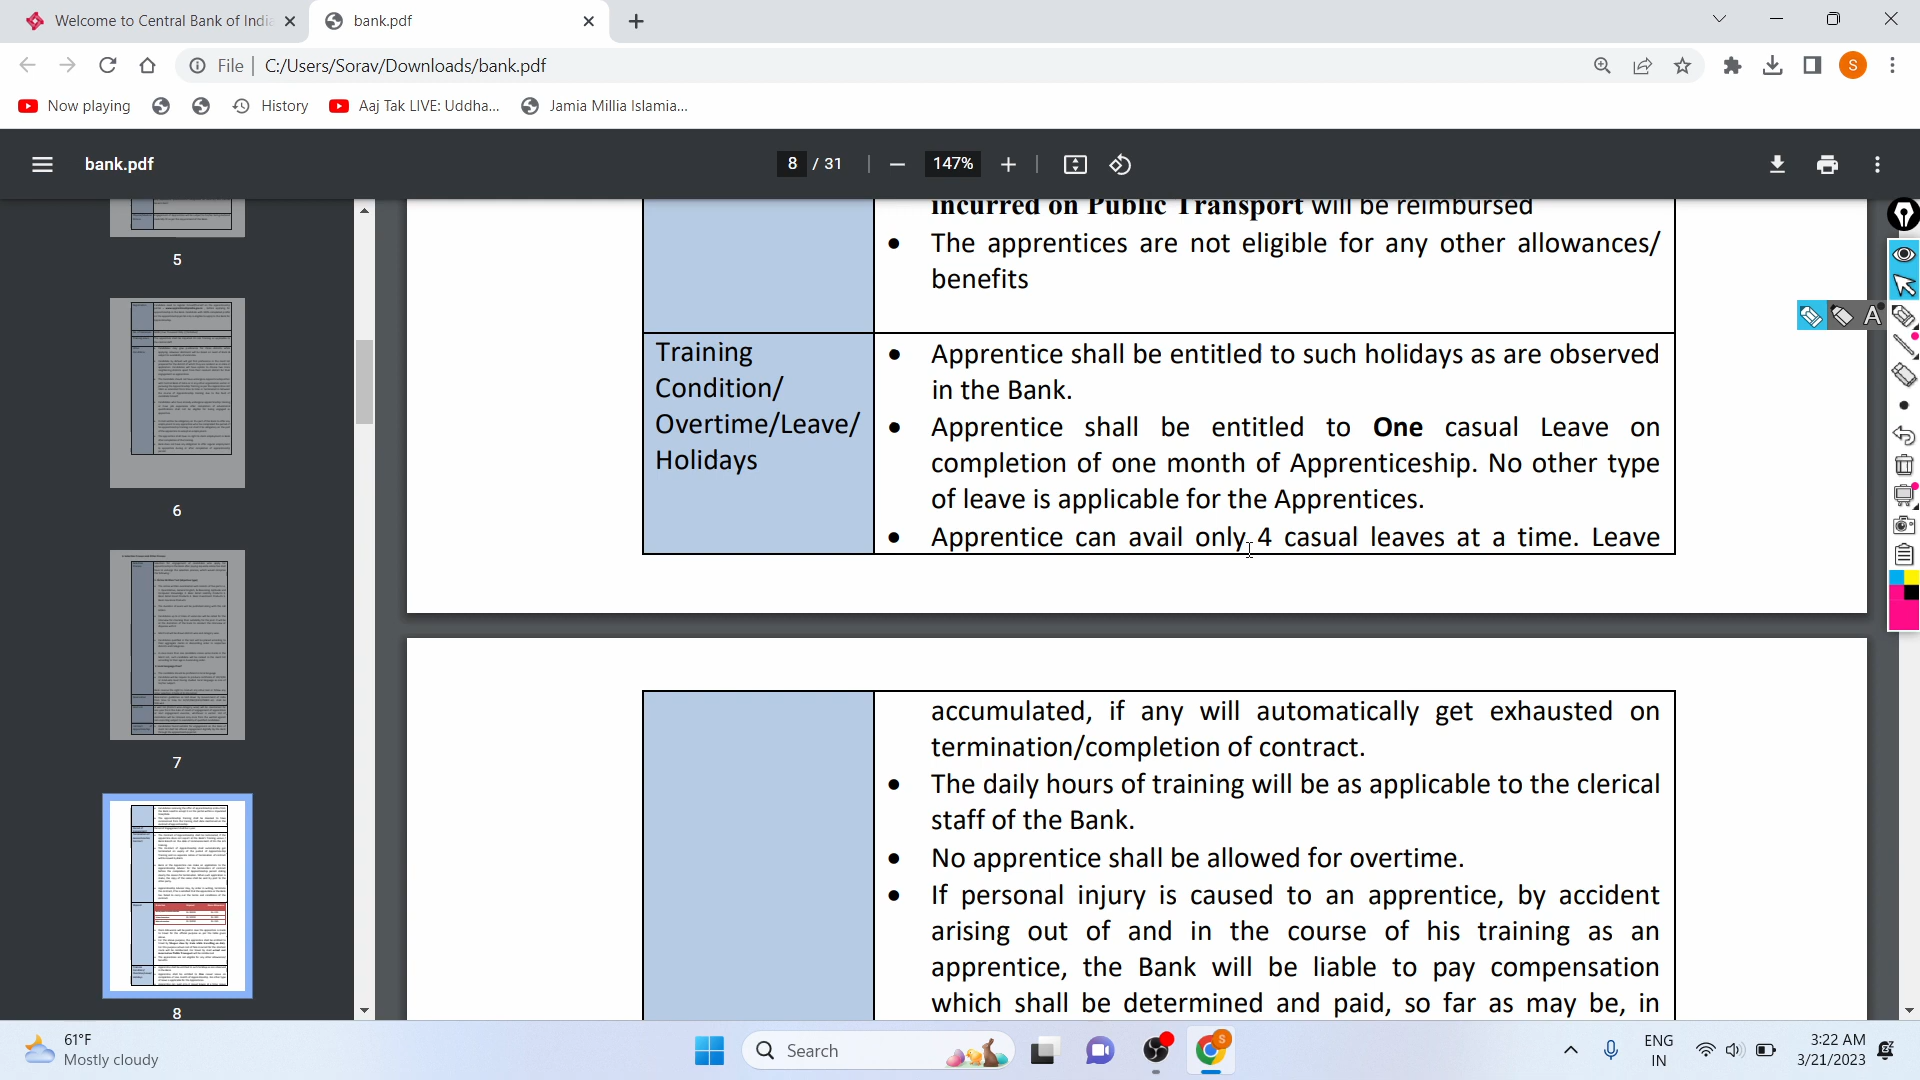 Welcome to Central Bank of India
bank.pdf
File
C:/Users/Sorav/Downloads/bank.pdf
S
Now playing
History
Aaj Tak LIVE: Uddha...
Jamia Millia Islamia...
bank.pdf
8 / 31
147%
5
6
7
8
incurred on Public Transport will be reimbursed
• The apprentices are not eligible for any other allowances/
benefits
Training
Condition/
Overtime/Leave/
Holidays
• Apprentice shall be entitled to such holidays as are observed
in the Bank.
• Apprentice shall be entitled to One casual Leave on
completion of one month of Apprenticeship. No other type
of leave is applicable for the Apprentices.
• Apprentice can avail only 4 casual leaves at a time. Leave
accumulated, if any will automatically get exhausted on
termination/completion of contract.
• The daily hours of training will be as applicable to the clerical
staff of the Bank.
• No apprentice shall be allowed for overtime.
• If personal injury is caused to an apprentice, by accident
arising out of and in the course of his training as an
apprentice, the Bank will be liable to pay compensation
which shall be determined and paid, so far as may be, in
A
61°F
Mostly cloudy
Search
S
ENG
IN
3:22 AM
3/21/2023